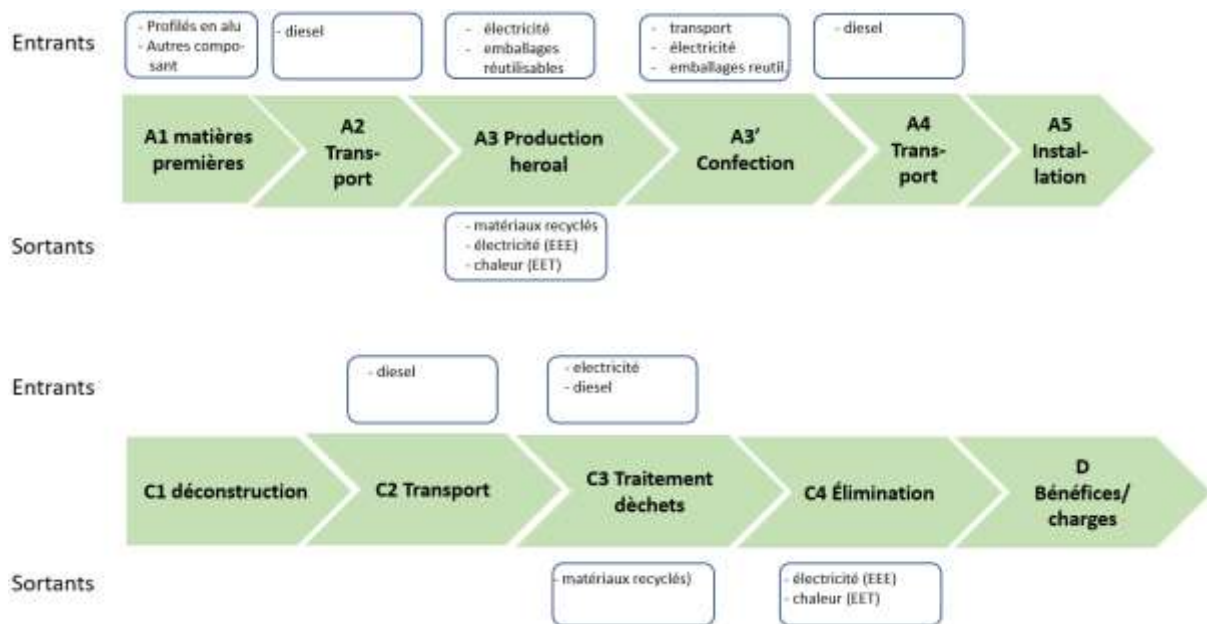 Entrants
- Profilés en alu
- Autres compo-
sant
- diesel
- électricité
- emballages
réutilisables
- transport
- électricité
- emballages reutil.
- diesel
A1 matières
premières
A2
Trans-
port
A3 Production
heroal
A3’
Confection
A4
Trans-
port
A5
Instal-
lation
Sortants
- matériaux recyclés
- électricité (EEE)
- chaleur (EET)
Entrants
- diesel
- electricité
- diesel
C1 déconstruction
C2 Transport
C3 Traitement
dèchets
C4 Élimination
D
Bénéfices/
charges
Sortants
- matériaux recyclés)
- électricité (EEE)
- chaleur (EET)